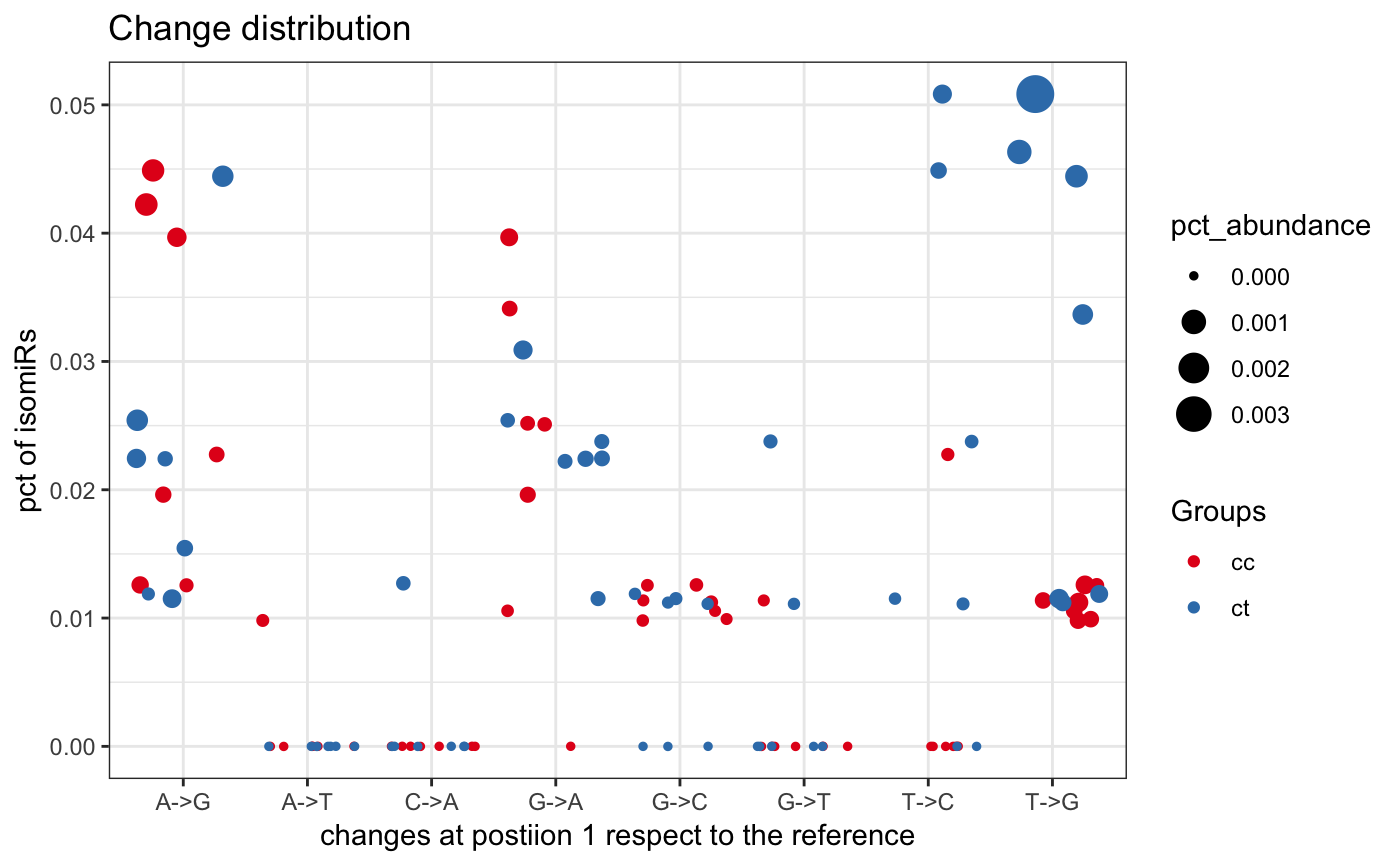 Change distribution
pct of isomiRs
0.05
0.04
0.03
0.02
0.01
0.00
A->G A->T C->A G->A G->C G->T T->C T->G
changes at postiion 1 respect to the reference
pct_abundance
0.000
0.001
0.002
0.003
Groups
cc
ct